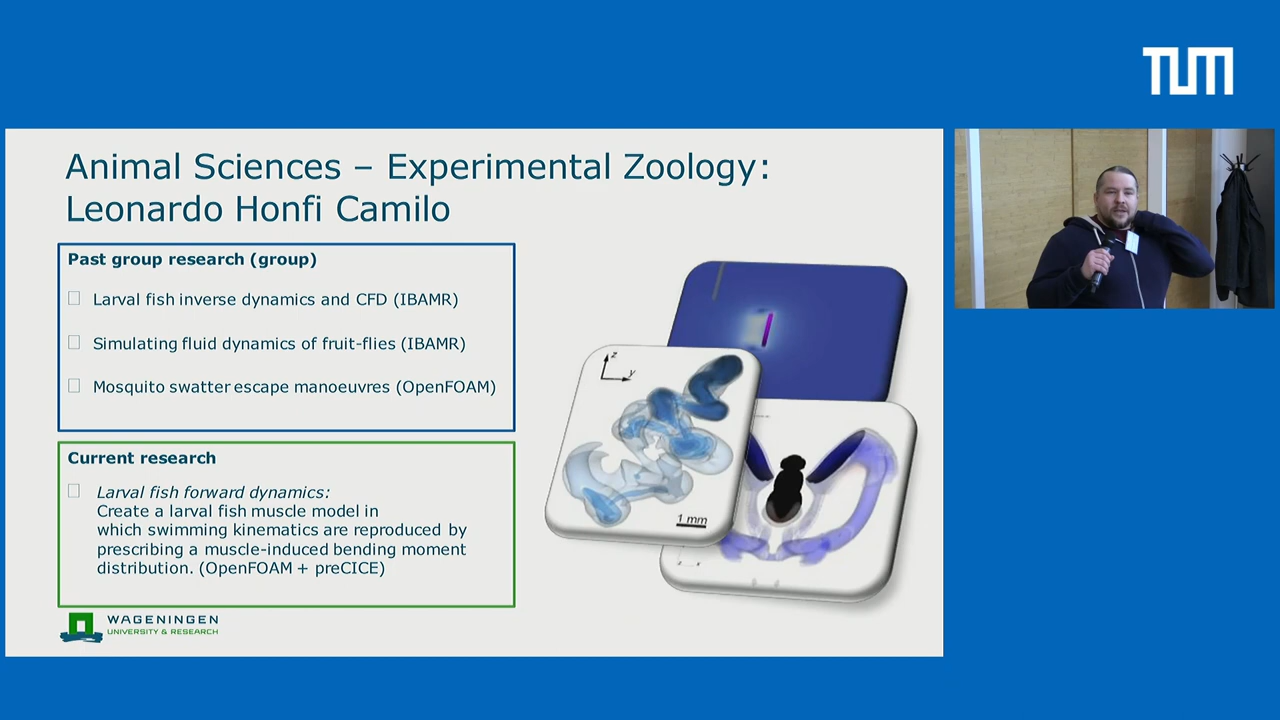 TUM
Animal Sciences – Experimental Zoology:
Leonardo Honfi Camilo
Past group research (group)
Larval fish inverse dynamics and CFD (IBAMR)
Simulating fluid dynamics of fruit-flies (IBAMR)
Mosquito swatter escape manoeuvres (OpenFOAM)
Current research
Larval fish forward dynamics:
Create a larval fish muscle model in
which swimming kinematics are reproduced by
prescribing a muscle-induced bending moment
distribution. (OpenFOAM + preCICE)
z
y
1 mm
WAGENINGEN
UNIVERSITY & RESEARCH